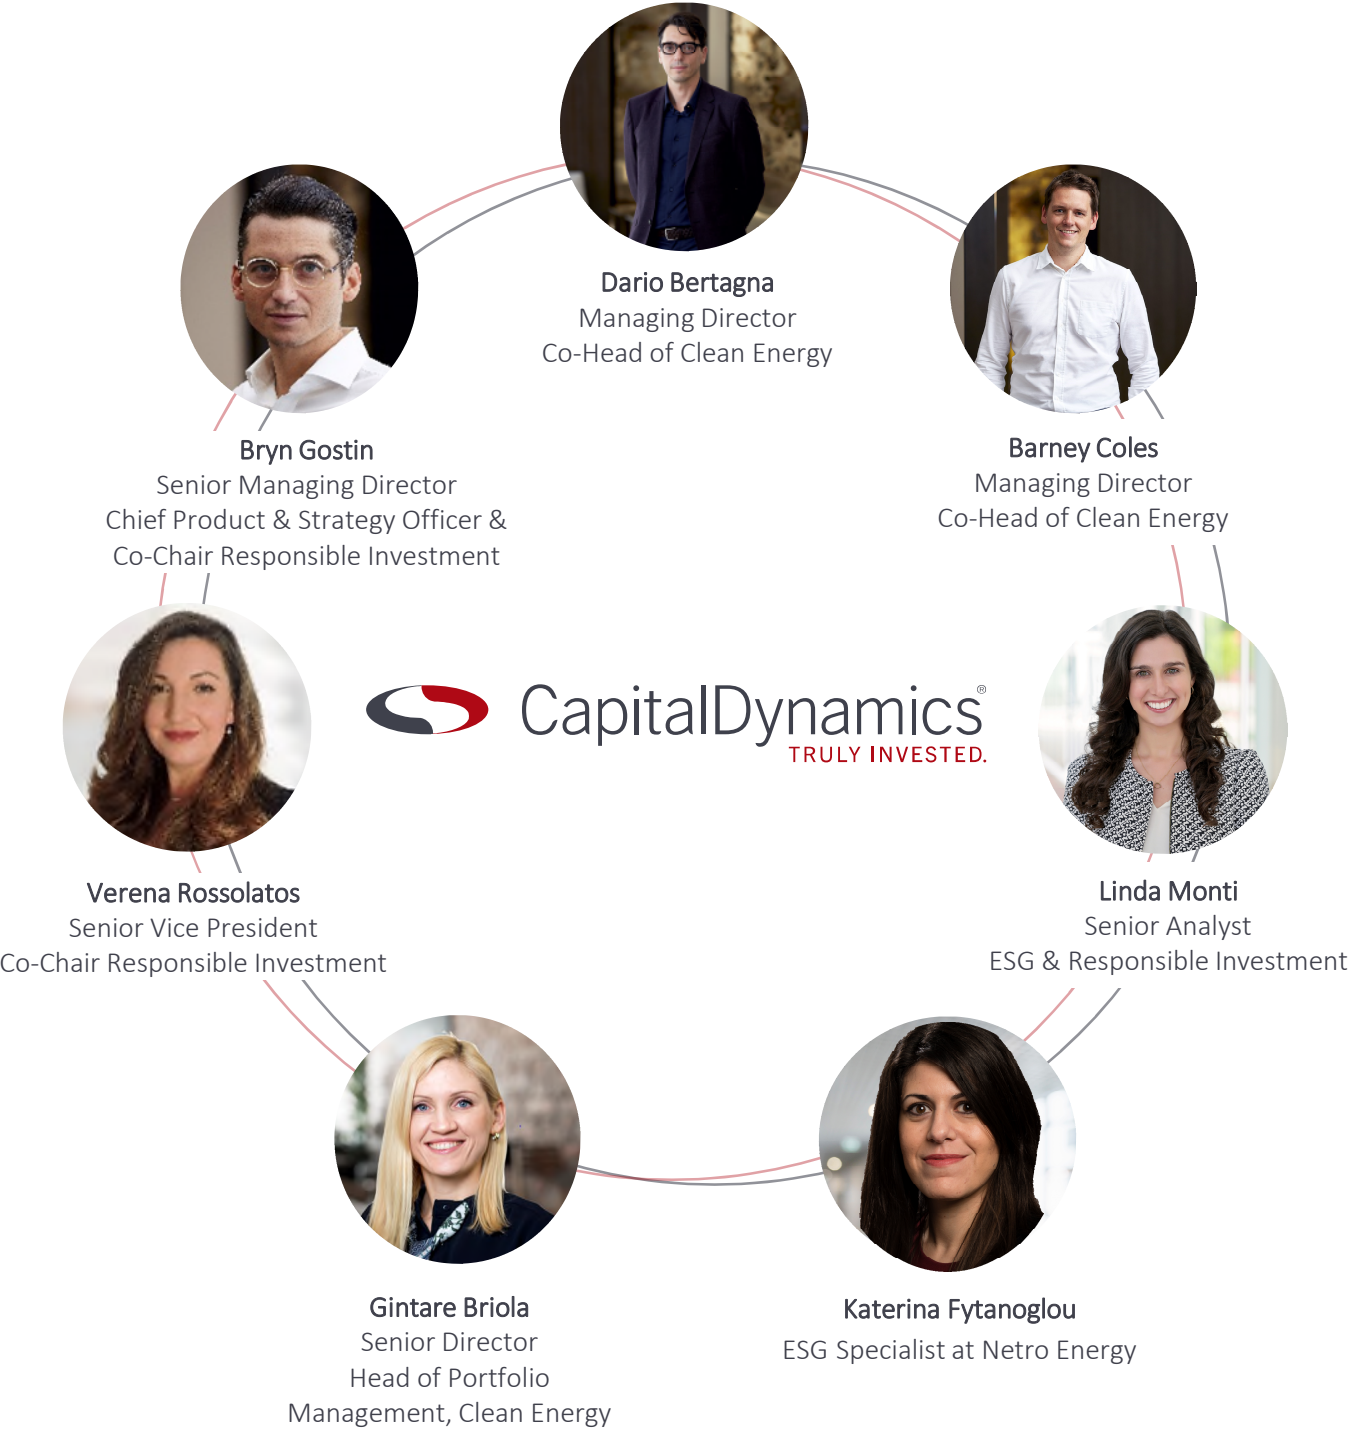 Dario Bertagna
Managing Director
Co-Head of Clean Energy
Bryn Gostin
Senior Managing Director
Chief Product & Strategy Officer &
Co-Chair Responsible Investment
Barney Coles
Managing Director
Co-Head of Clean Energy
CapitalDynamics®
TRULY INVESTED.
Verena Rossolatos
Senior Vice President
Co-Chair Responsible Investment
Linda Monti
Senior Analyst
ESG & Responsible Investment
Gintare Briola
Senior Director
Head of Portfolio
Management, Clean Energy
Katerina Fytanoglou
ESG Specialist at Netro Energy